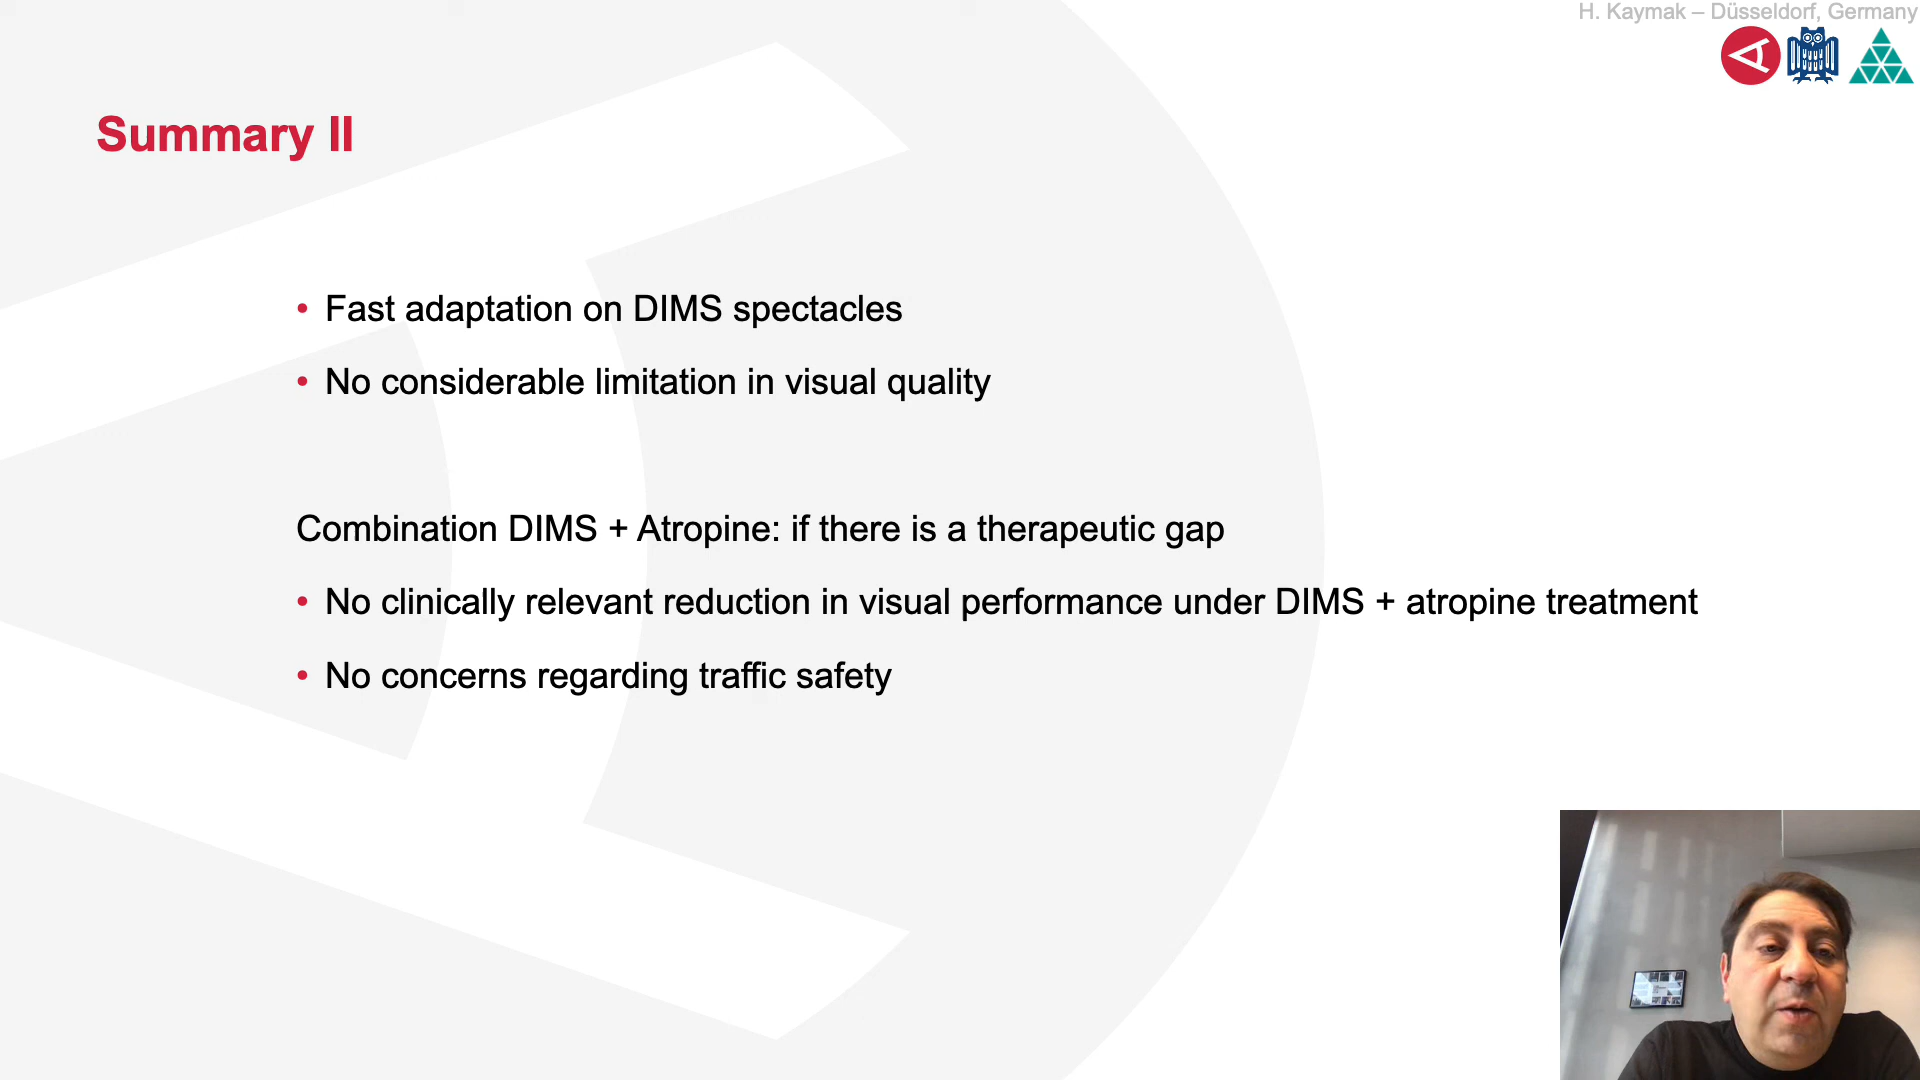 H. Kaymak – Düsseldorf, Germany
Summary II
• Fast adaptation on DIMS spectacles
• No considerable limitation in visual quality
Combination DIMS + Atropine: if there is a therapeutic gap
• No clinically relevant reduction in visual performance under DIMS + atropine treatment
• No concerns regarding traffic safety